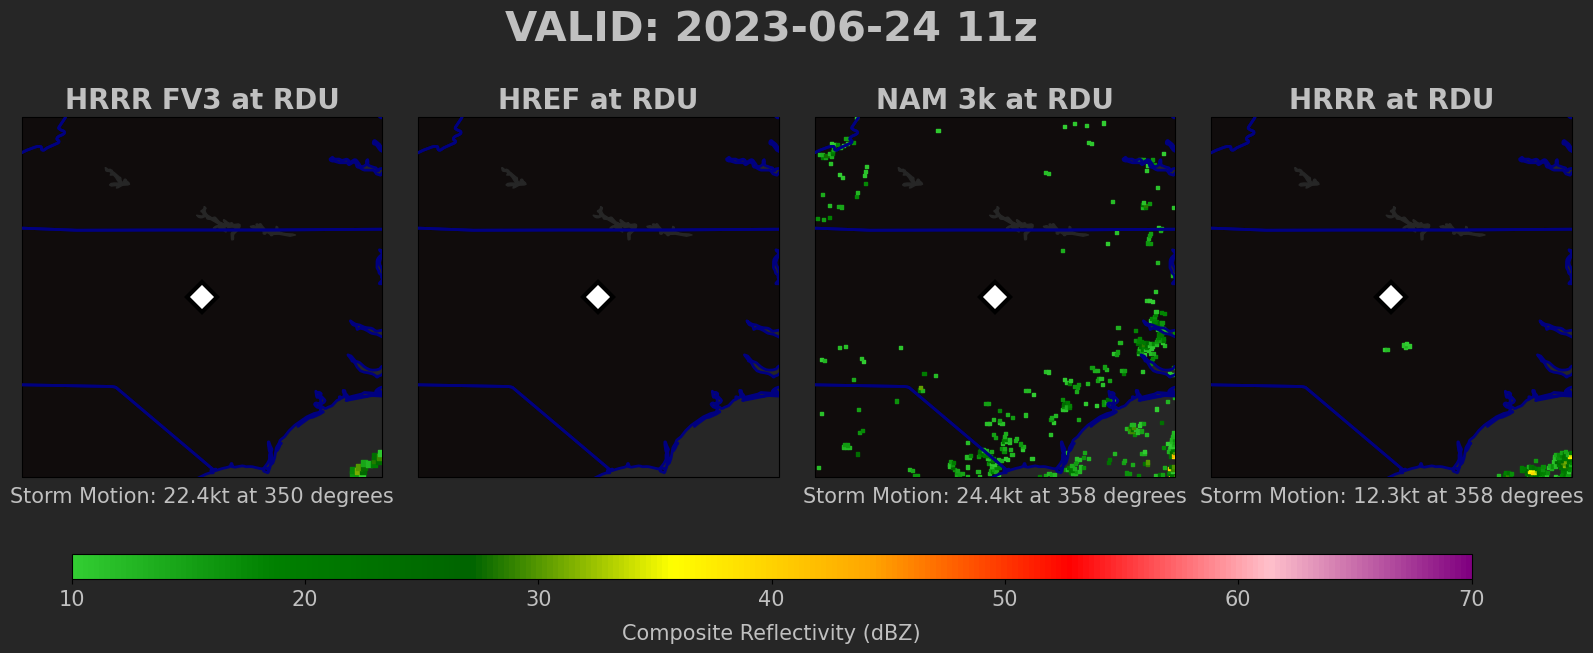 VALID: 2023-06-24 11z
HRRR FV3 at RDU
HREF at RDU
NAM 3k at RDU
HRRR at RDU
Storm Motion: 22.4kt at 350 degrees
Storm Motion: 24.4kt at 358 degrees
Storm Motion: 12.3kt at 358 degrees
10 20 30 40 50 60 70
Composite Reflectivity (dBZ)